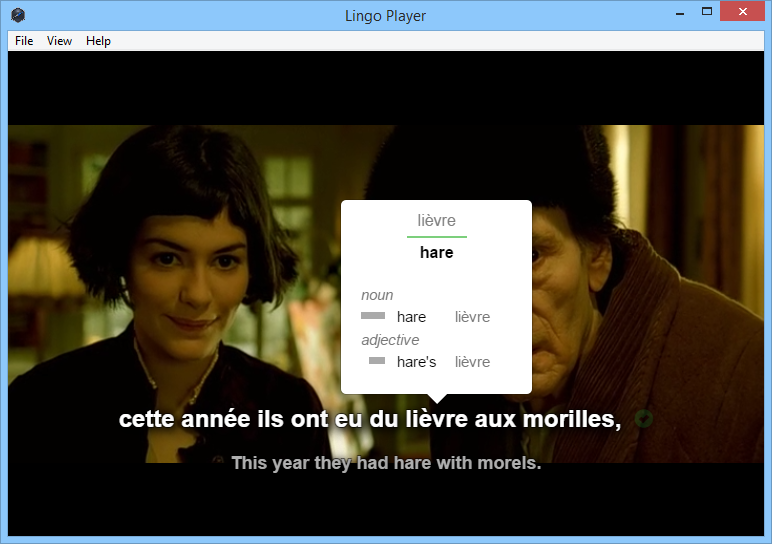 Lingo Player
File View Help
lièvre
hare
noun
hare lièvre
adjective
hare's lièvre
cette année ils ont eu du lièvre aux morilles,
This year they had hare with morels.